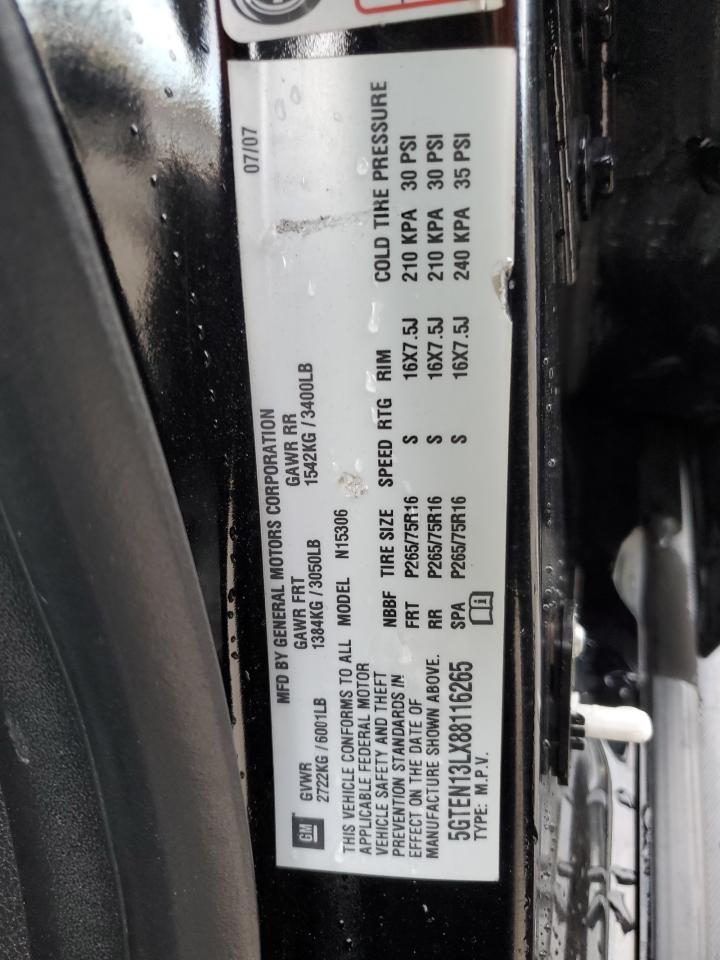 MFD BY GENERAL MOTORS CORPORATION 07/07
GM GVWR GAWR FRT GAWR RR
2722KG/6001LB 1384KG/3050LB 1542KG/3400LB
THIS VEHICLE CONFORMS TO ALL MODEL N15306
APPLICABLE FEDERAL MOTOR
VEHICLE SAFETY AND THEFT
PREVENTION STANDARDS IN
EFFECT ON THE DATE OF
MANUFACTURE SHOWN ABOVE.
NBBF TIRE SIZE SPEED RTG RIM COLD TIRE PRESSURE
FRT P265/75R16 S 16X7.5J 210 KPA 30 PSI
RR P265/75R16 S 16X7.5J 210 KPA 30 PSI
SPA P265/75R16 S 16X7.5J 240 KPA 35 PSI
5GTEN13LX88116265
TYPE: M.P.V.